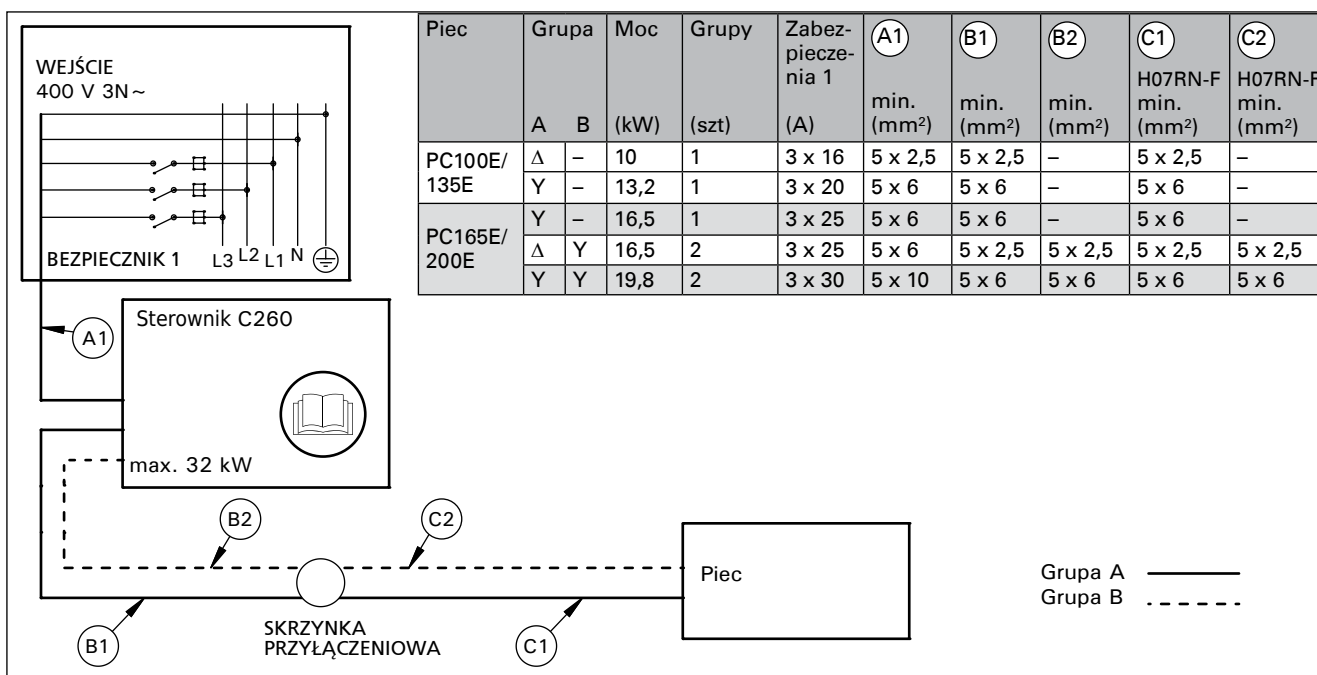 WEJŚCIE
400 V 3N~
BEZPIECZNIK 1 L3 L2 L1 N
Piec Grupa Moc Grupy Zabez-pieczenia 1 A1 B1 B2 C1 C2
H07RN-F H07RN-F
min. min. min. min. min.
A B (kW) (szt) (A) (mm²) (mm²) (mm²) (mm²) (mm²)
PC100E/135E Δ – 10 1 3 x 16 5 x 2,5 5 x 2,5 – 5 x 2,5 –
Y – 13,2 1 3 x 20 5 x 6 5 x 6 – 5 x 6 –
PC165E/200E Y – 16,5 1 3 x 25 5 x 6 5 x 6 – 5 x 6 –
Δ Y 16,5 2 3 x 25 5 x 6 5 x 2,5 5 x 2,5 5 x 2,5 5 x 2,5
Y Y 19,8 2 3 x 30 5 x 10 5 x 6 5 x 6 5 x 6 5 x 6
A1
Sterownik C260
max. 32 kW
B2
C2
Piec
Grupa A
Grupa B
SKRZYNKA
PRZYŁĄCZENIOWA
B1
C1